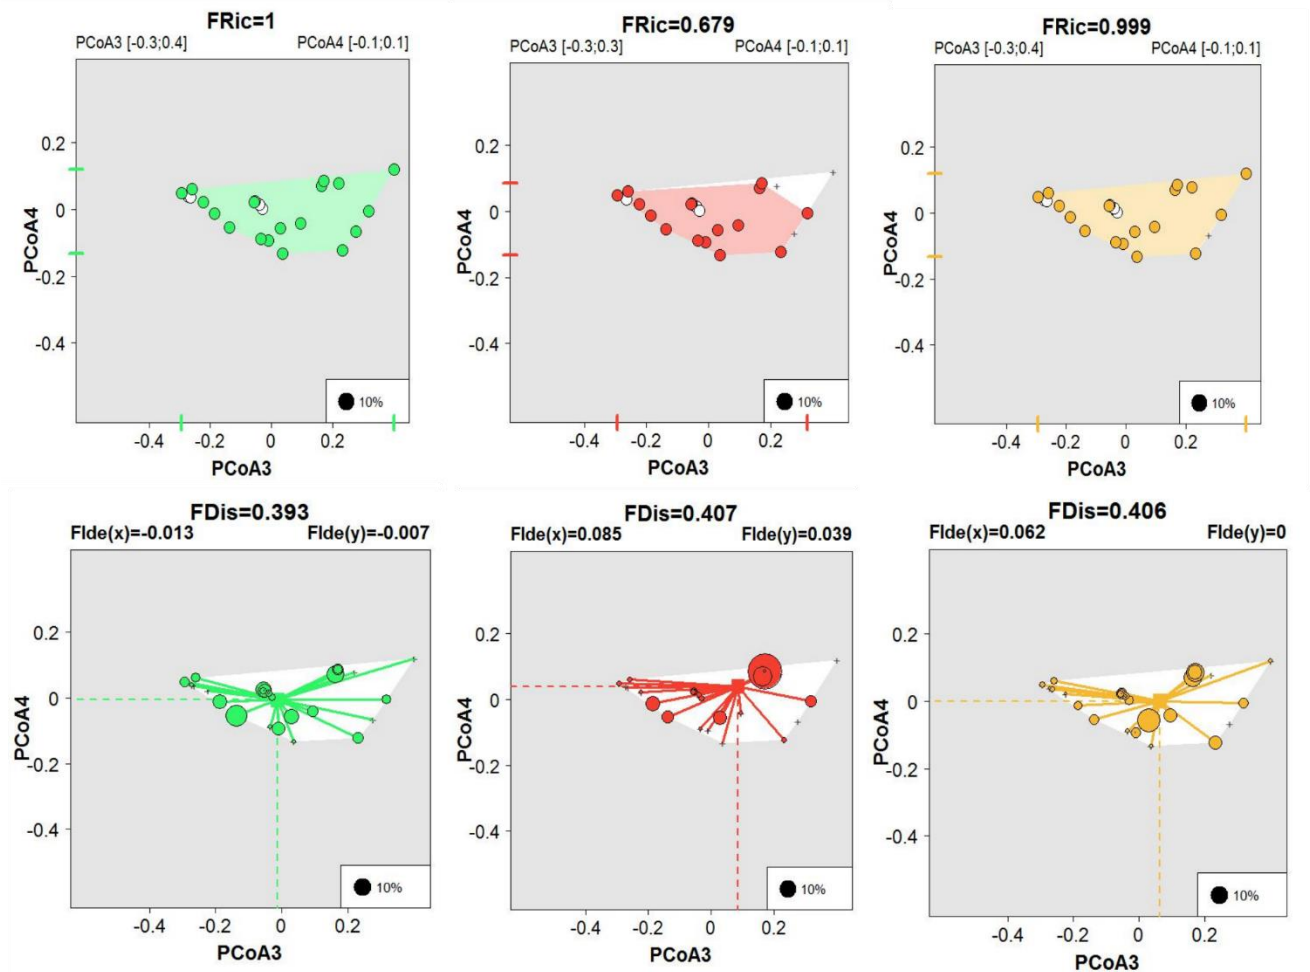 FRic=1
PCoA3 [-0.3;0.4] PCoA4 [-0.1;0.1]
0.2
0
-0.2
-0.4
PCoA4
10%
-0.4 -0.2 0 0.2
PCoA3
FRic=0.679
PCoA3 [-0.3;0.3] PCoA4 [-0.1;0.1]
0.2
0
-0.2
-0.4
PCoA4
10%
-0.4 -0.2 0 0.2
PCoA3
FRic=0.999
PCoA3 [-0.3;0.4] PCoA4 [-0.1;0.1]
0.2
0
-0.2
-0.4
PCoA4
10%
-0.4 -0.2 0 0.2
PCoA3
FDis=0.393
FIde(x)=-0.013 FIde(y)=-0.007
0.2
0
-0.2
-0.4
PCoA4
10%
-0.4 -0.2 0 0.2
PCoA3
FDis=0.407
FIde(x)=0.085 FIde(y)=0.039
0.2
0
-0.2
-0.4
PCoA4
10%
-0.4 -0.2 0 0.2
PCoA3
FDis=0.406
FIde(x)=0.062 FIde(y)=0
0.2
0
-0.2
-0.4
PCoA4
10%
-0.4 -0.2 0 0.2
PCoA3